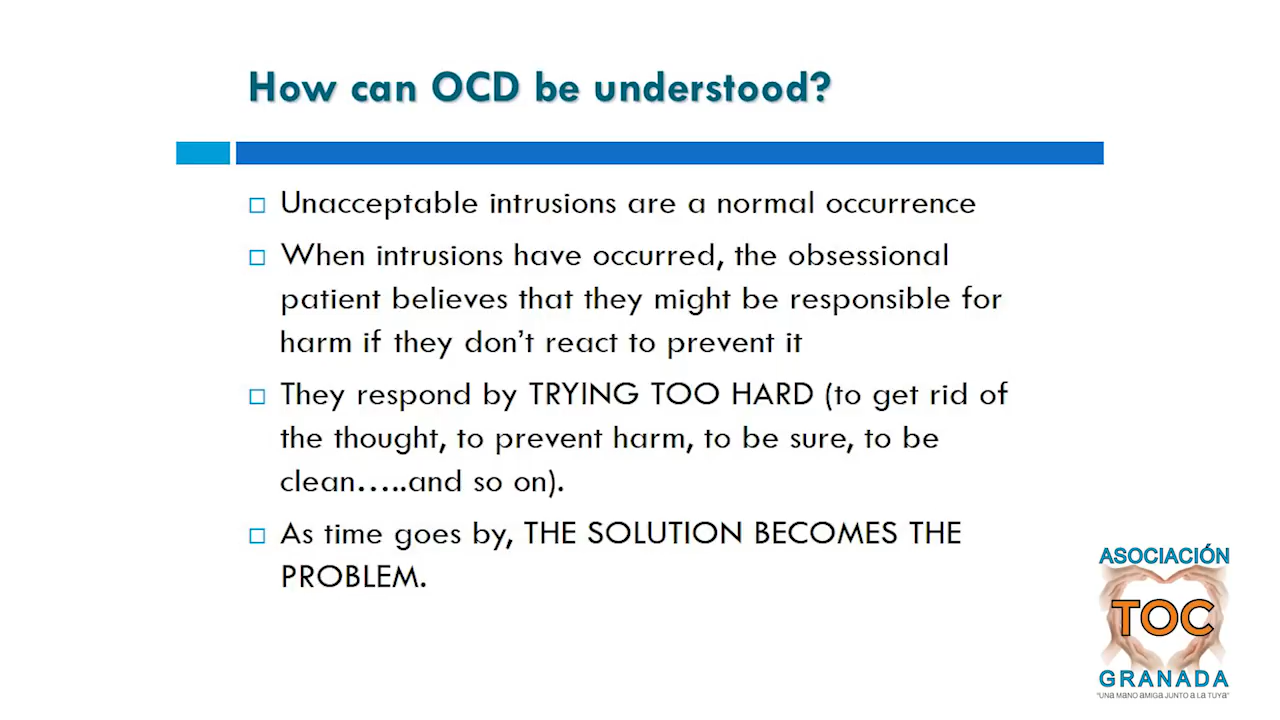 How can OCD be understood?
Unacceptable intrusions are a normal occurrence
When intrusions have occurred, the obsessional
patient believes that they might be responsible for
harm if they don't react to prevent it
They respond by TRYING TOO HARD (to get rid of
the thought, to prevent harm, to be sure, to be
clean…..and so on).
As time goes by, THE SOLUTION BECOMES THE
PROBLEM.
ASOCIACIÓN
TOC
GRANADA
"UNA MANO AMIGA JUNTO A LA TUYA"